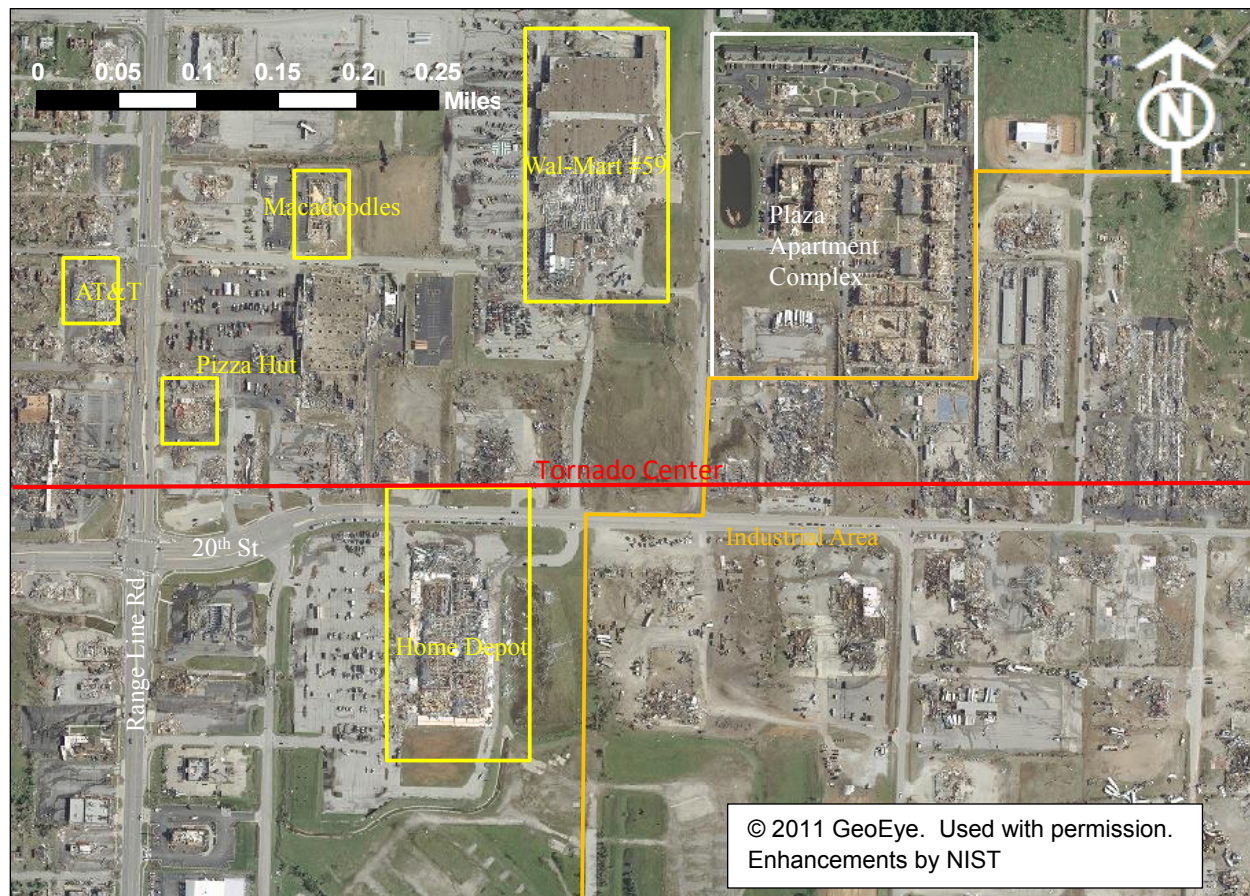 0 0.05 0.1 0.15 0.2 0.25
Miles
N
Wal-Mart #59
Macadoodles
Plaza
Apartment
Complex
AT&T
Pizza Hut
Tornado Center
20th St.
Industrial Area
Range Line Rd.
Home Depot
© 2011 GeoEye. Used with permission.
Enhancements by NIST